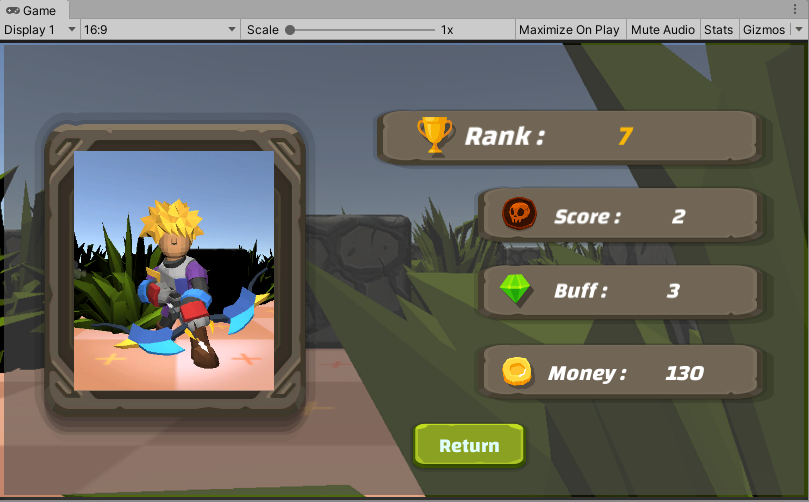 Game
Display 1 16:9 Scale 1x Maximize On Play Mute Audio Stats Gizmos
Rank : 7
Score : 2
Buff : 3
Money : 130
Return